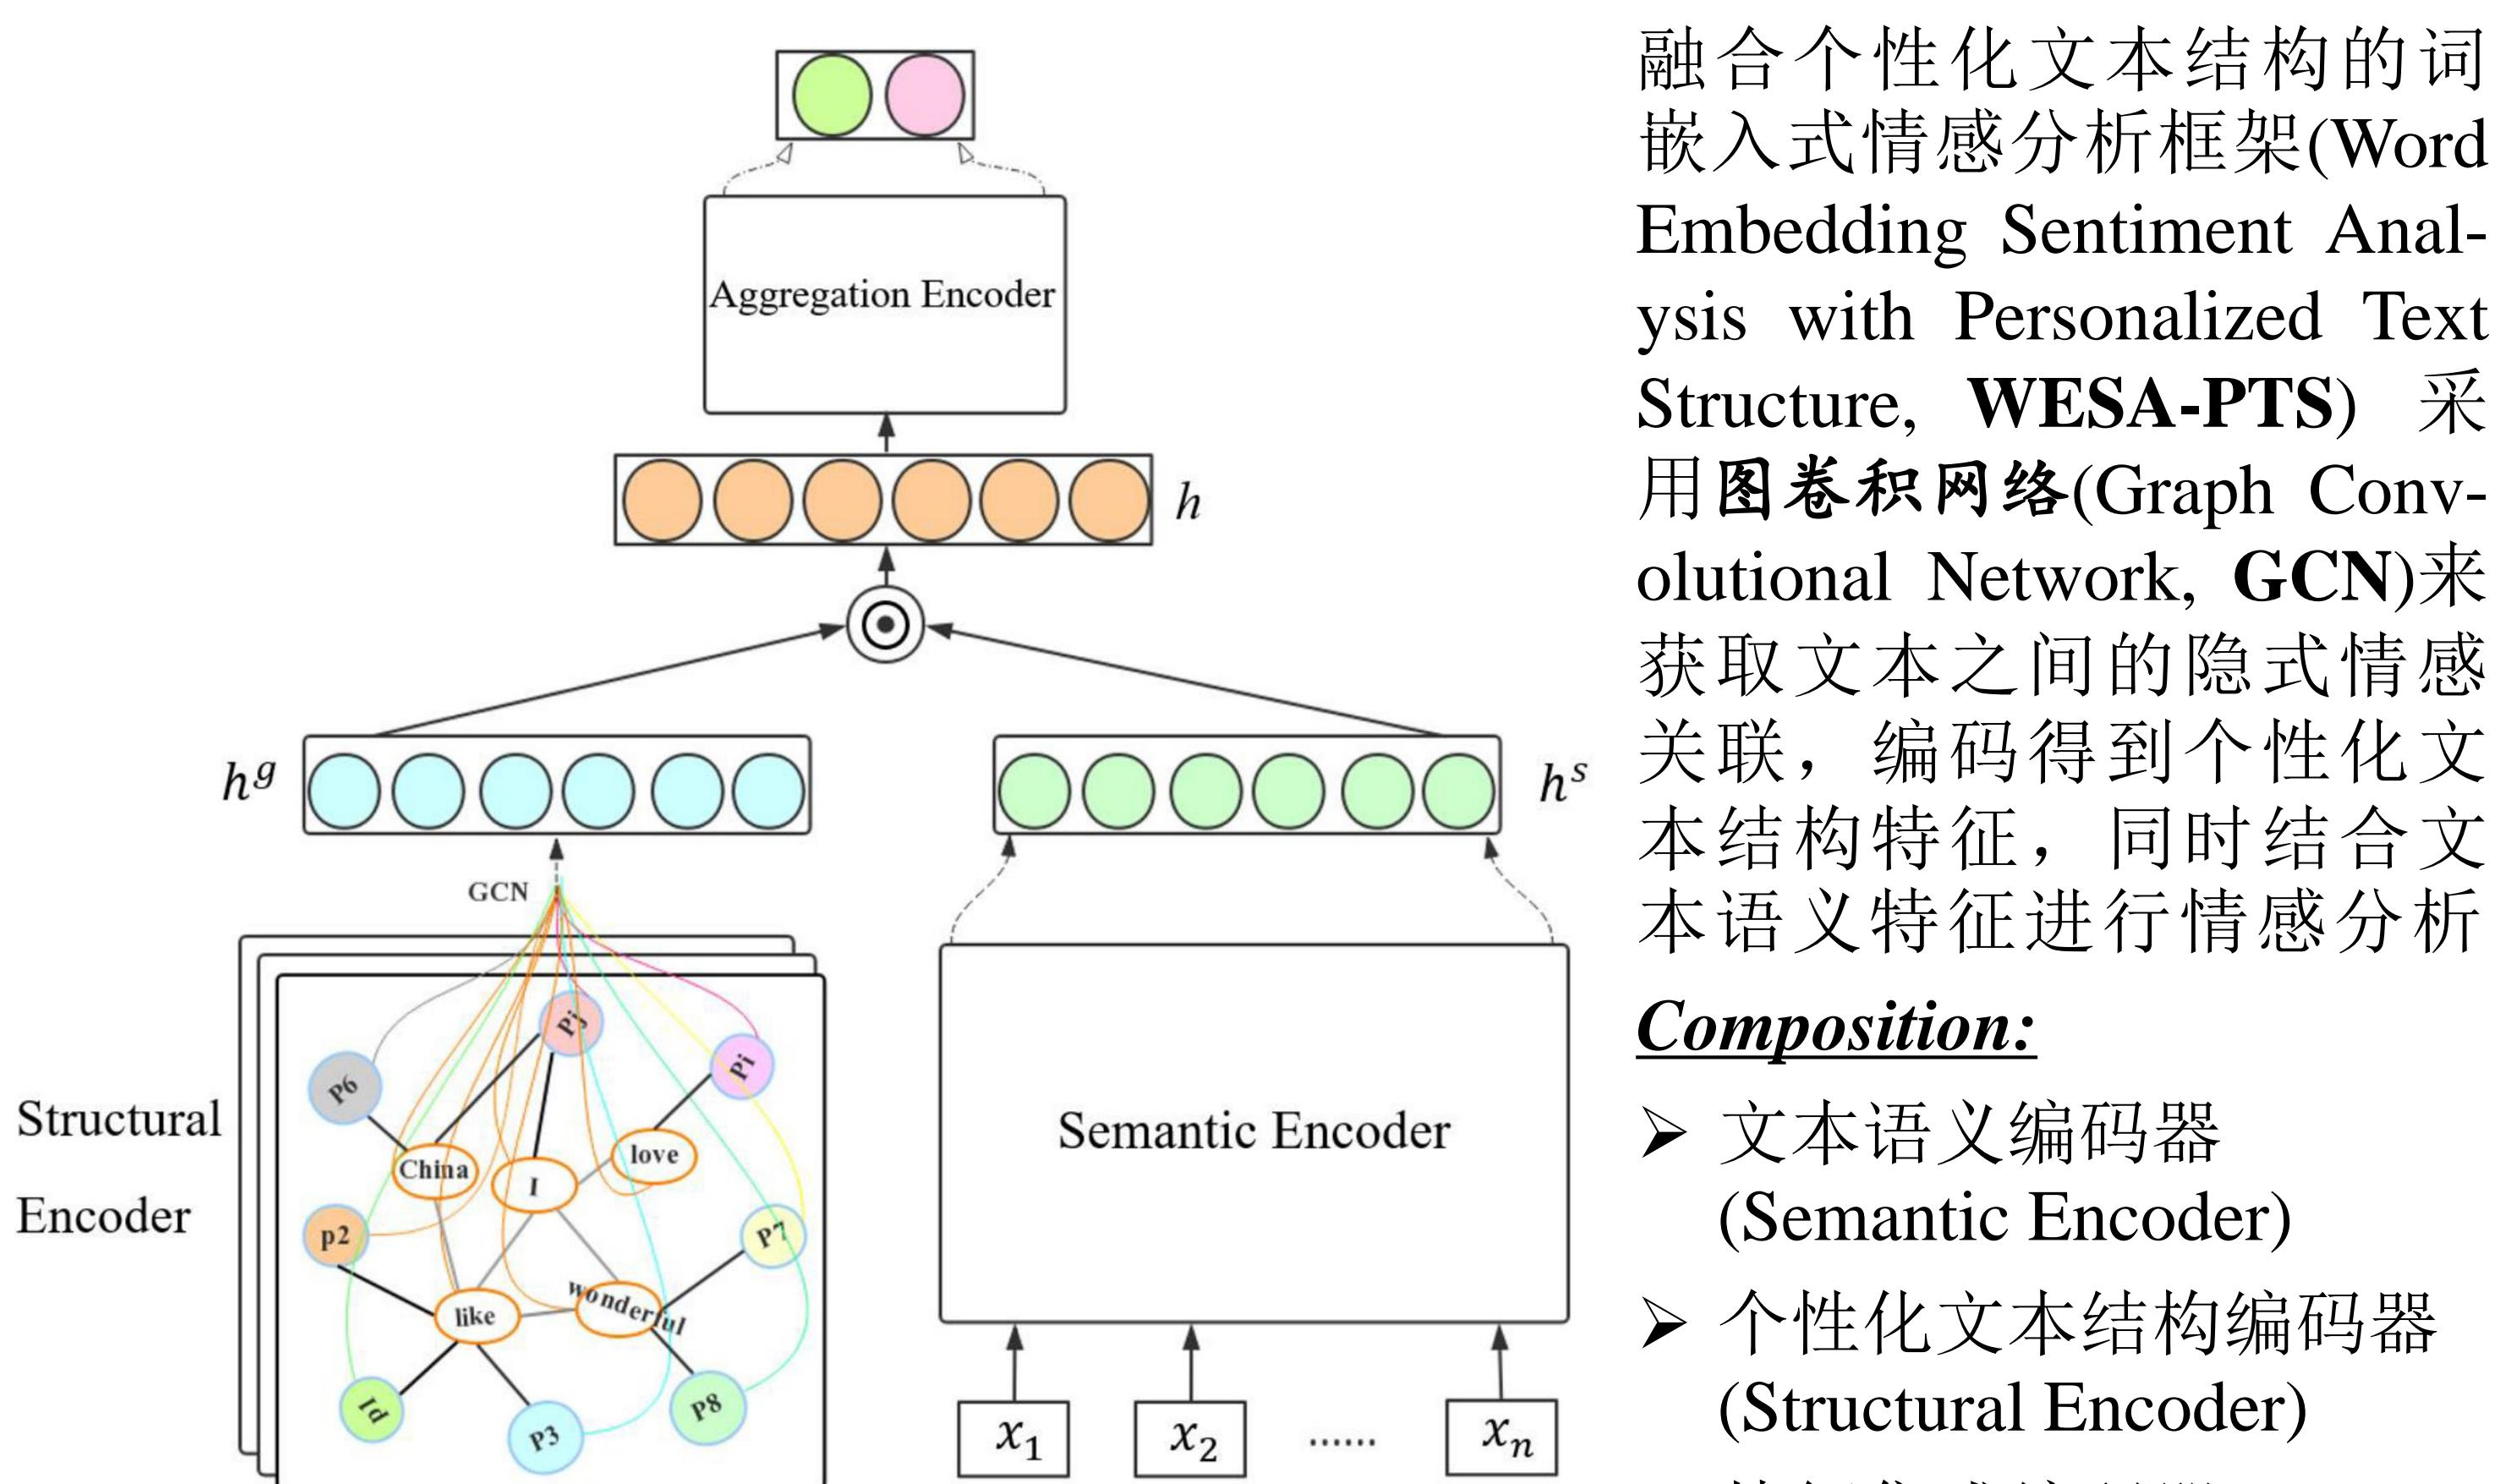 Aggregation Encoder
h
h^g
h^s
GCN
Structural
Encoder
Pj
Pi
P6
China
I
love
p2
P7
like
wonderful
p1
P3
P8
Semantic Encoder
x_1
x_2
......
x_n
融合个性化文本结构的词
嵌入式情感分析框架(Word
Embedding Sentiment Anal-
ysis with Personalized Text
Structure, WESA-PTS) 采
用图卷积网络(Graph Conv-
olutional Network, GCN)来
获取文本之间的隐式情感
关联，编码得到个性化文
本结构特征，同时结合文
本语义特征进行情感分析
Composition:
➢ 文本语义编码器
(Semantic Encoder)
➢ 个性化文本结构编码器
(Structural Encoder)